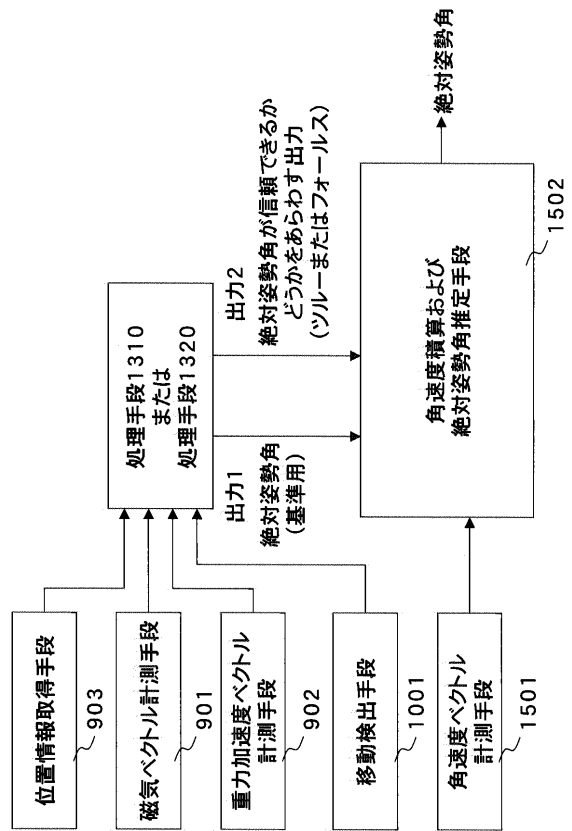 位置情報取得手段
903
磁気ベクトル計測手段
901
重力加速度ベクトル
計測手段
902
移動検出手段
1001
角速度ベクトル
計測手段
1501
処理手段1310
または
処理手段1320
出力1
絶対姿勢角
(基準用)
出力2
絶対姿勢角が信頼できるか
どうかをあらわす出力
(ツルーまたはフォールス)
角速度積算および
絶対姿勢角推定手段
1502
絶対姿勢角